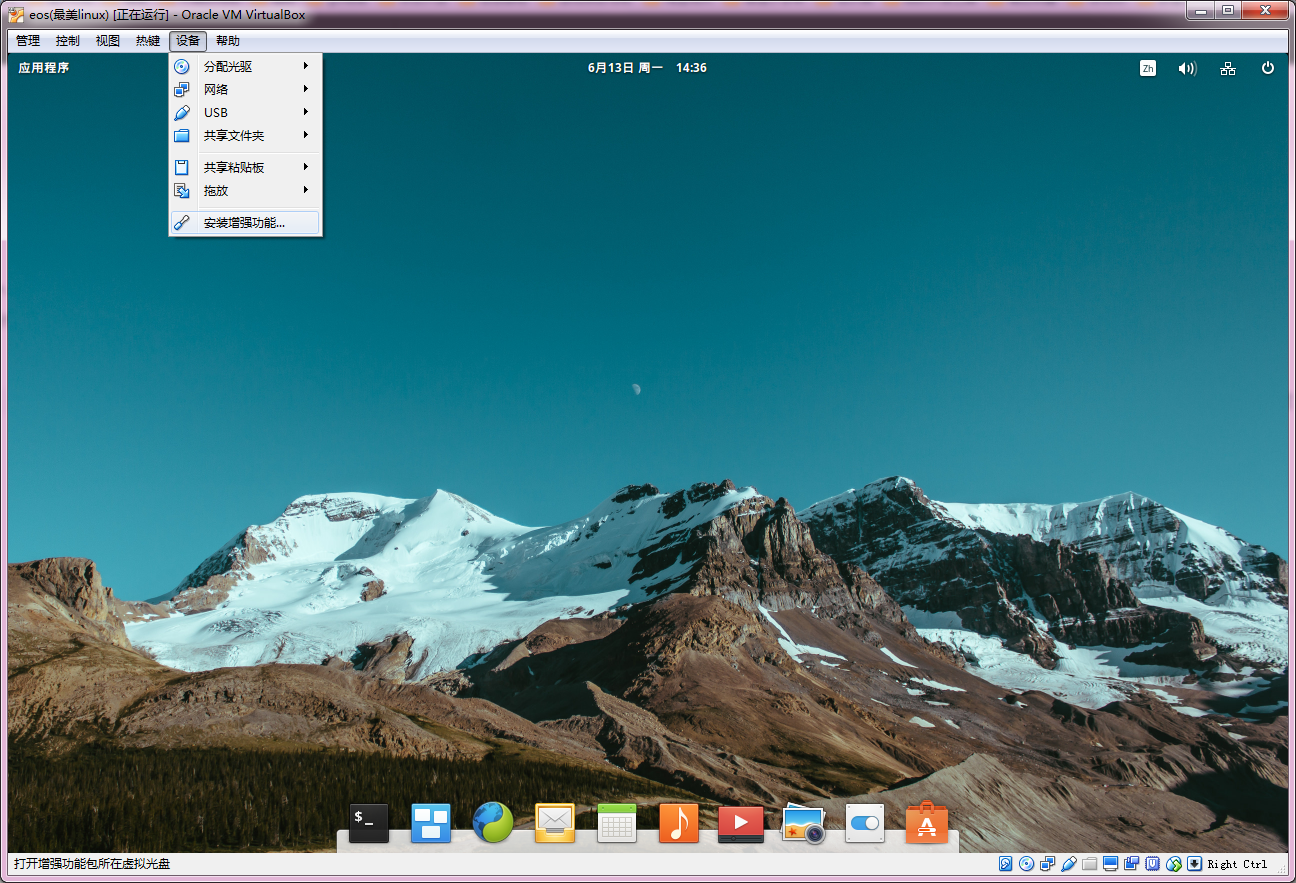 eos(最美linux) [正在运行] - Oracle VM VirtualBox
管理 控制 视图 热键 设备 帮助
应用程序
6月13日 周一 14:36
Zh
分配光驱
网络
USB
共享文件夹
共享粘贴板
拖放
安装增强功能...
$_
打开增强功能包所在虚拟光盘
Right Ctrl